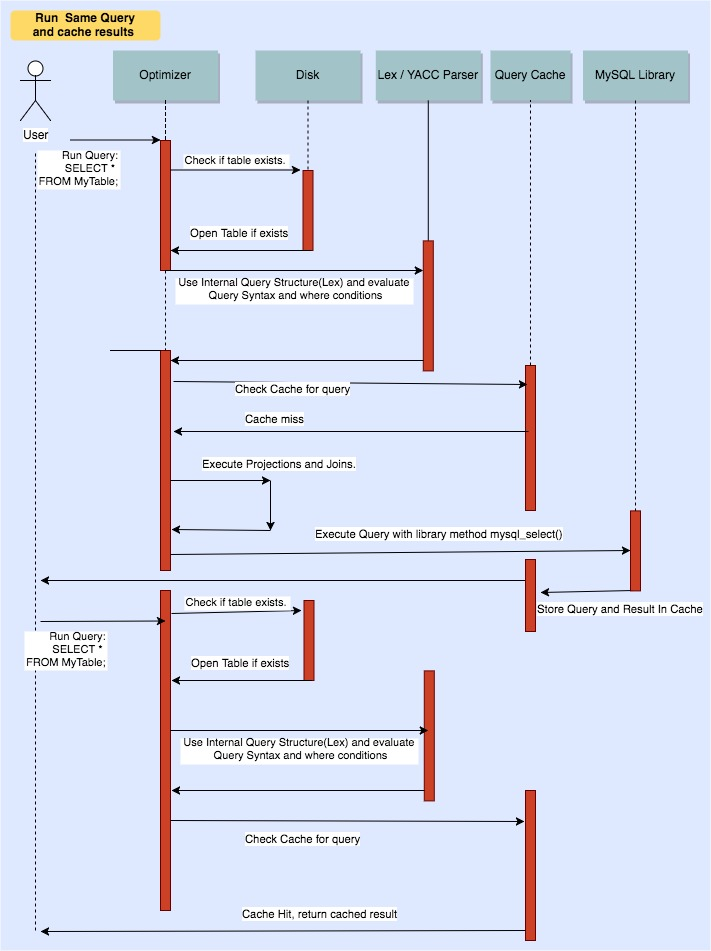 Run Same Query
and cache results
Optimizer
Disk
Lex / YACC Parser
Query Cache
MySQL Library
User
Run Query:
SELECT *
FROM MyTable;
Check if table exists.
Open Table if exists
Use Internal Query Structure(Lex) and evaluate
Query Syntax and where conditions
Check Cache for query
Cache miss
Execute Projections and Joins.
Execute Query with library method mysql_select()
Store Query and Result In Cache
Check if table exists.
Run Query:
SELECT *
FROM MyTable;
Open Table if exists
Use Internal Query Structure(Lex) and evaluate
Query Syntax and where conditions
Check Cache for query
Cache Hit, return cached result